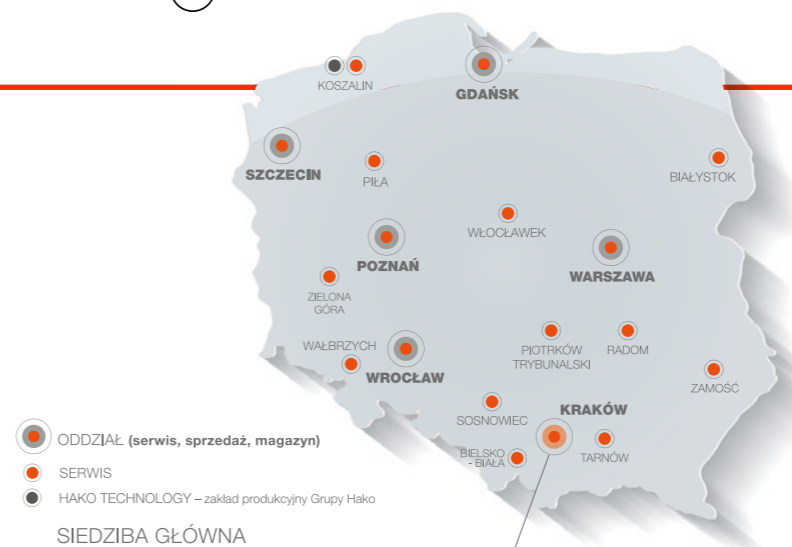 KOSZALIN
GDAŃSK
SZCZECIN
PIŁA
BIAŁYSTOK
WŁOCŁAWEK
POZNAŃ
WARSZAWA
ZIELONA
GÓRA
WAŁBRZYCH
WROCŁAW
PIOTRKÓW
TRYBUNALSKI
RADOM
ZAMOŚĆ
SOSNOWIEC
KRAKÓW
BIELSKO
- BIAŁA
TARNÓW
ODDZIAŁ (serwis, sprzedaż, magazyn)
SERWIS
HAKO TECHNOLOGY – zakład produkcyjny Grupy Hako
SIEDZIBA GŁÓWNA